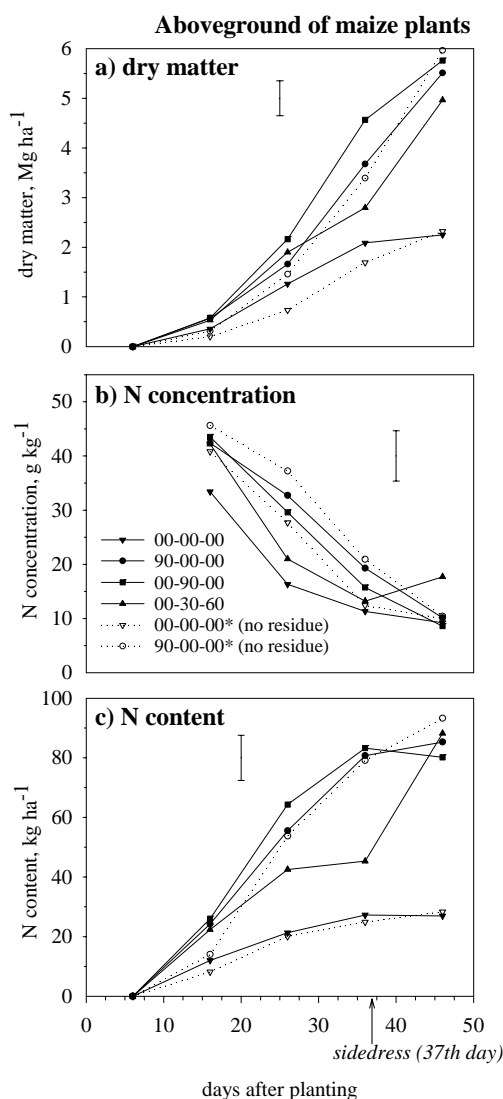 Aboveground of maize plants
a) dry matter
dry matter, Mg ha-1
6
5
4
3
2
1
0
b) N concentration
N concentration, g kg-1
50
40
30
20
10
0
00-00-00
90-00-00
00-90-00
00-30-60
00-00-00* (no residue)
90-00-00* (no residue)
c) N content
N content, kg ha-1
100
80
60
40
20
0
0 10 20 30 40 50
sidedress (37th day)
days after planting